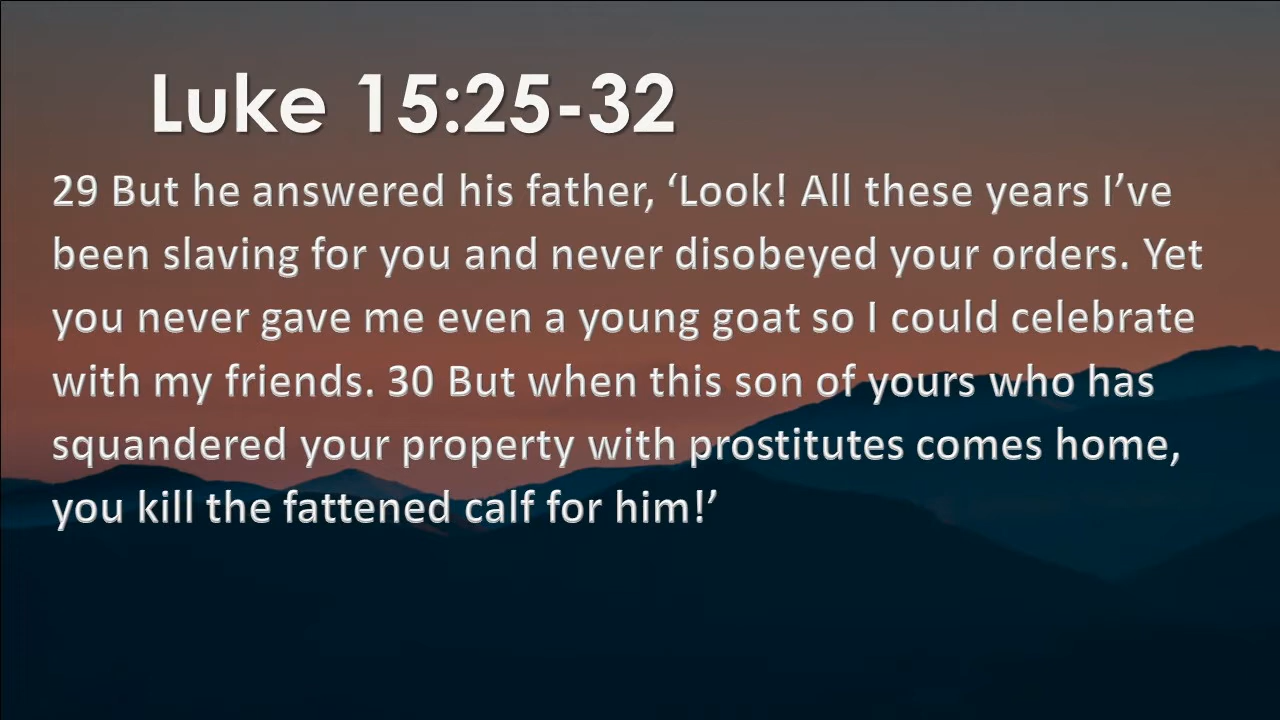 Luke 15:25-32
29 But he answered his father, ‘Look! All these years I’ve
been slaving for you and never disobeyed your orders. Yet
you never gave me even a young goat so I could celebrate
with my friends. 30 But when this son of yours who has
squandered your property with prostitutes comes home,
you kill the fattened calf for him!’